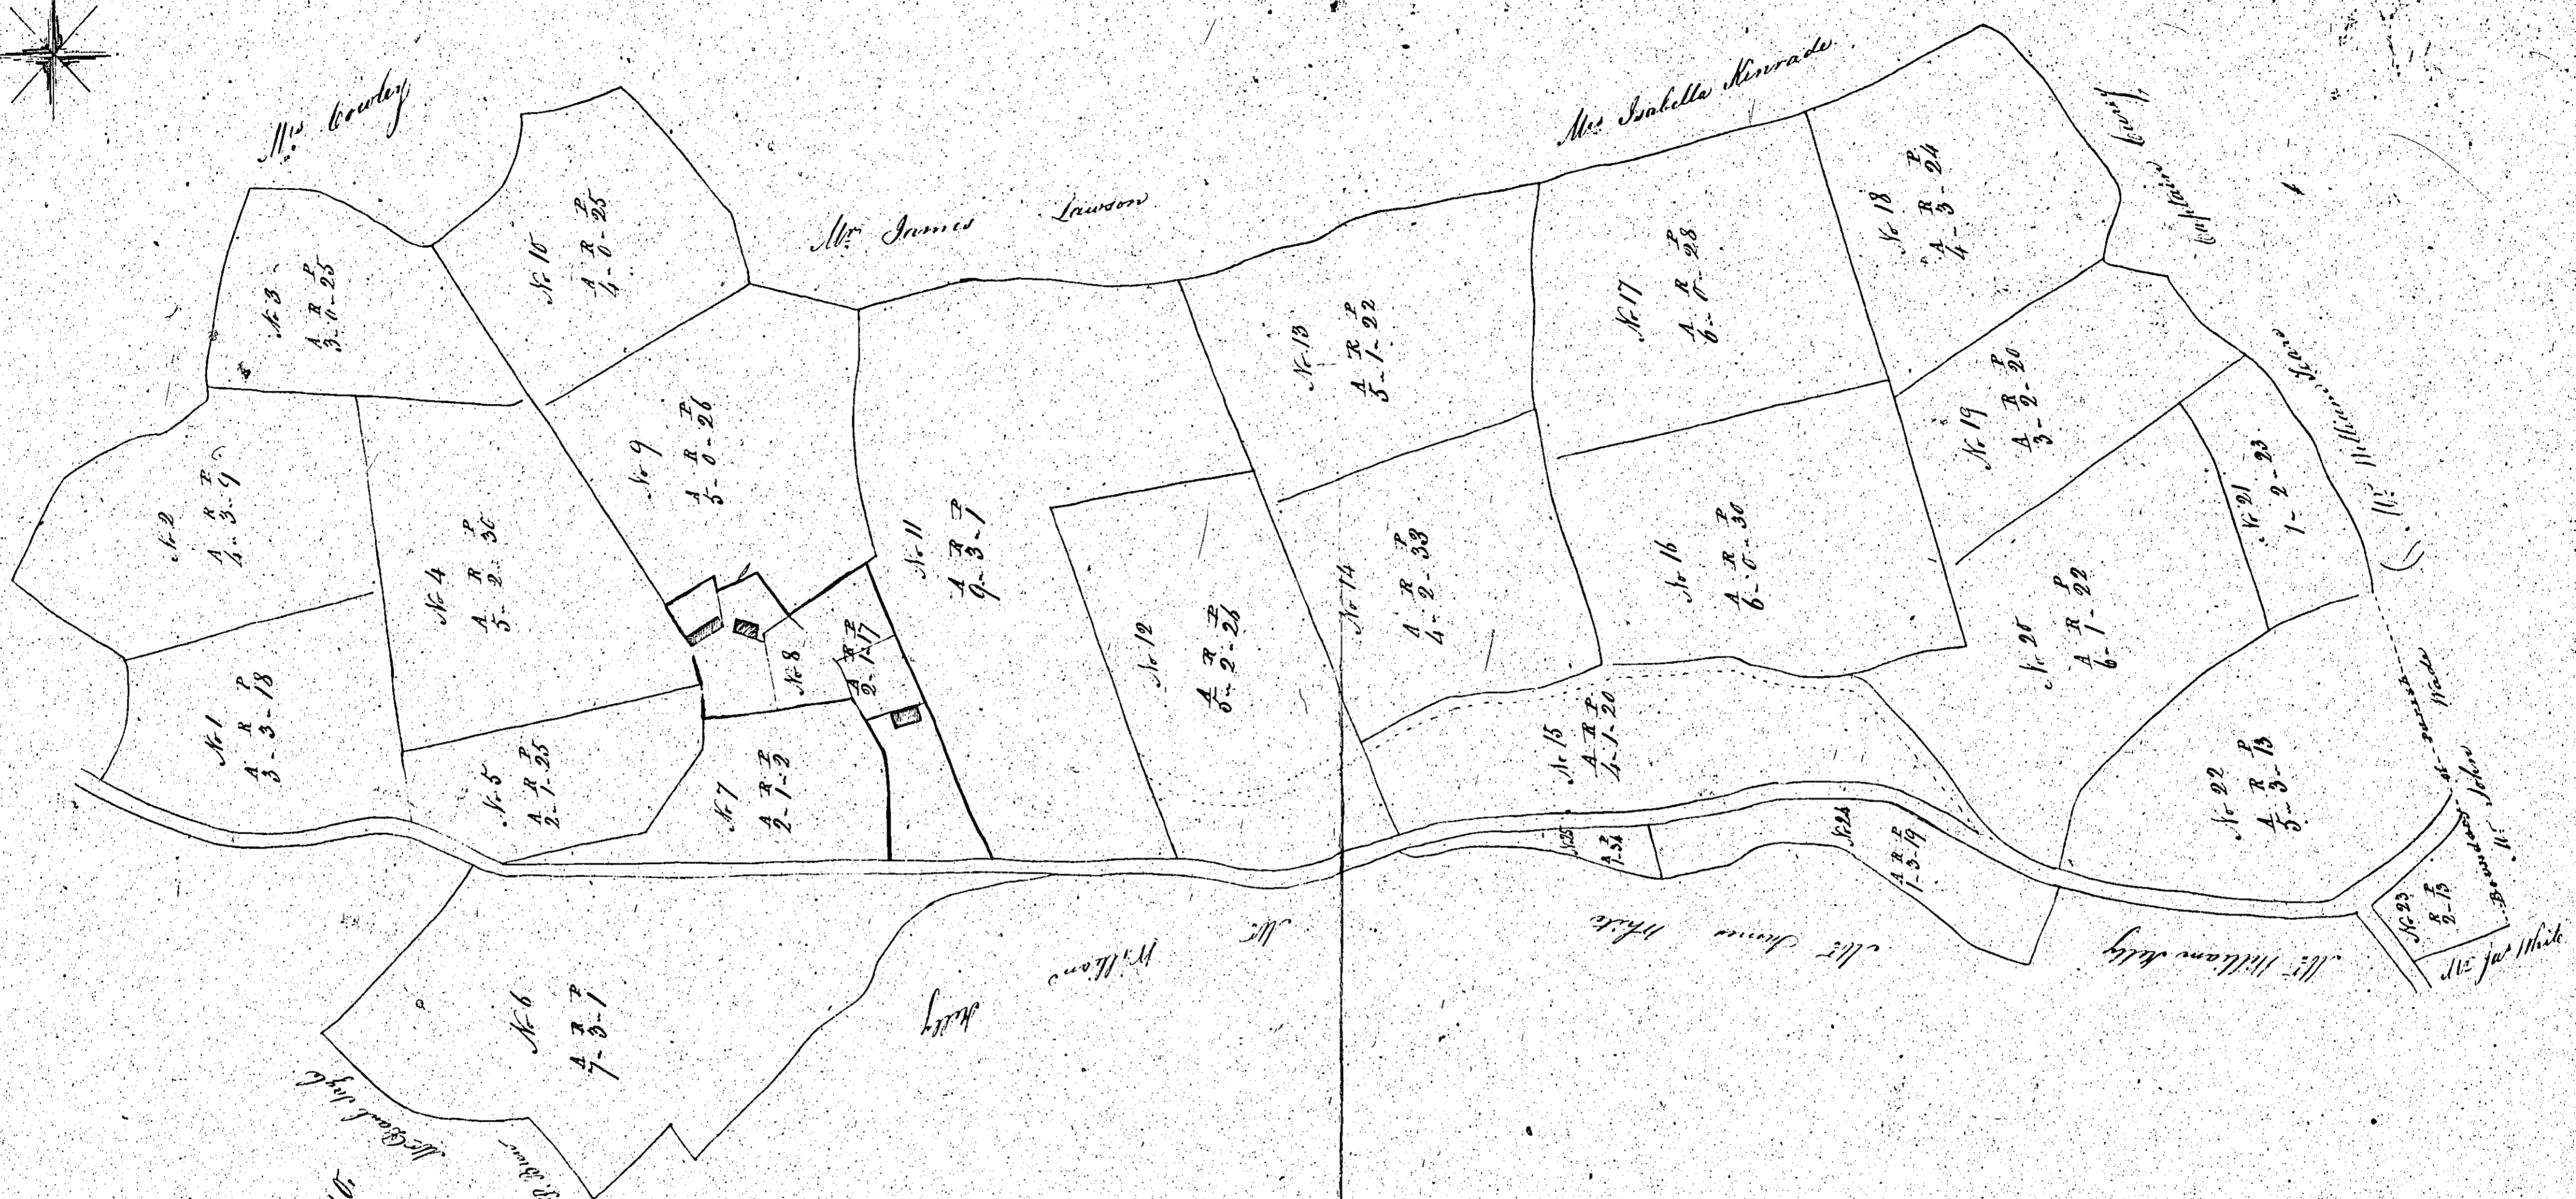 Mrs Cowley
Mr James Lawson
Mrs Isabella Kinrade
Captain
Mr William
No 1
A R P
3-3-18
No 2
A R P
4-3-9
No 3
A R P
3-0-25
No 4
A R P
5-2-36
No 5
A R P
2-1-25
No 6
A R P
7-3-1
No 7
A R P
2-1-2
No 8
A R P
2-1-17
No 9
A R P
5-0-26
No 10
A R P
4-0-25
No 11
A R P
9-3-1
No 12
A R P
5-2-26
No 13
A R P
5-1-22
No 14
A R P
4-2-33
No 15
A R P
4-1-20
No 16
A R P
6-0-30
No 17
A R P
6-0-28
No 18
A R P
4-3-24
No 19
A R P
3-2-20
No 20
A R P
6-1-22
No 21
1-2-23
No 22
A R P
5-3-13
No 23
R P
2-13
No 24
A R P
1-3-19
No 25
R P
1-34
Mr William Kelly
Mr James White
Mr William Kelly
Mr Jas White
Mr John Wade
Boundary